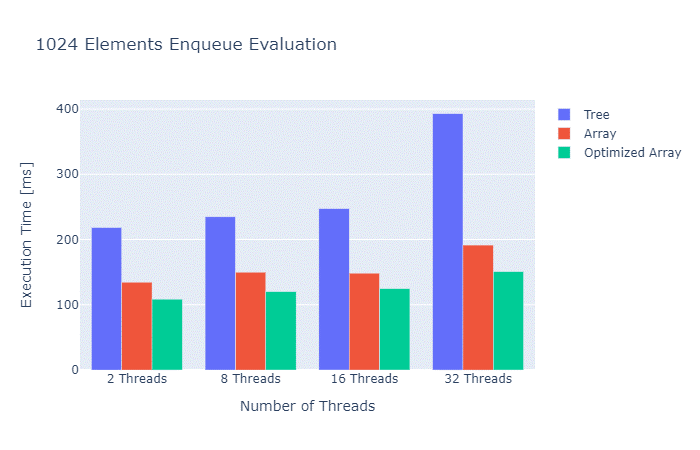 1024 Elements Enqueue Evaluation
Execution Time [ms]
400
300
200
100
0
2 Threads
8 Threads
16 Threads
32 Threads
Number of Threads
Tree
Array
Optimized Array